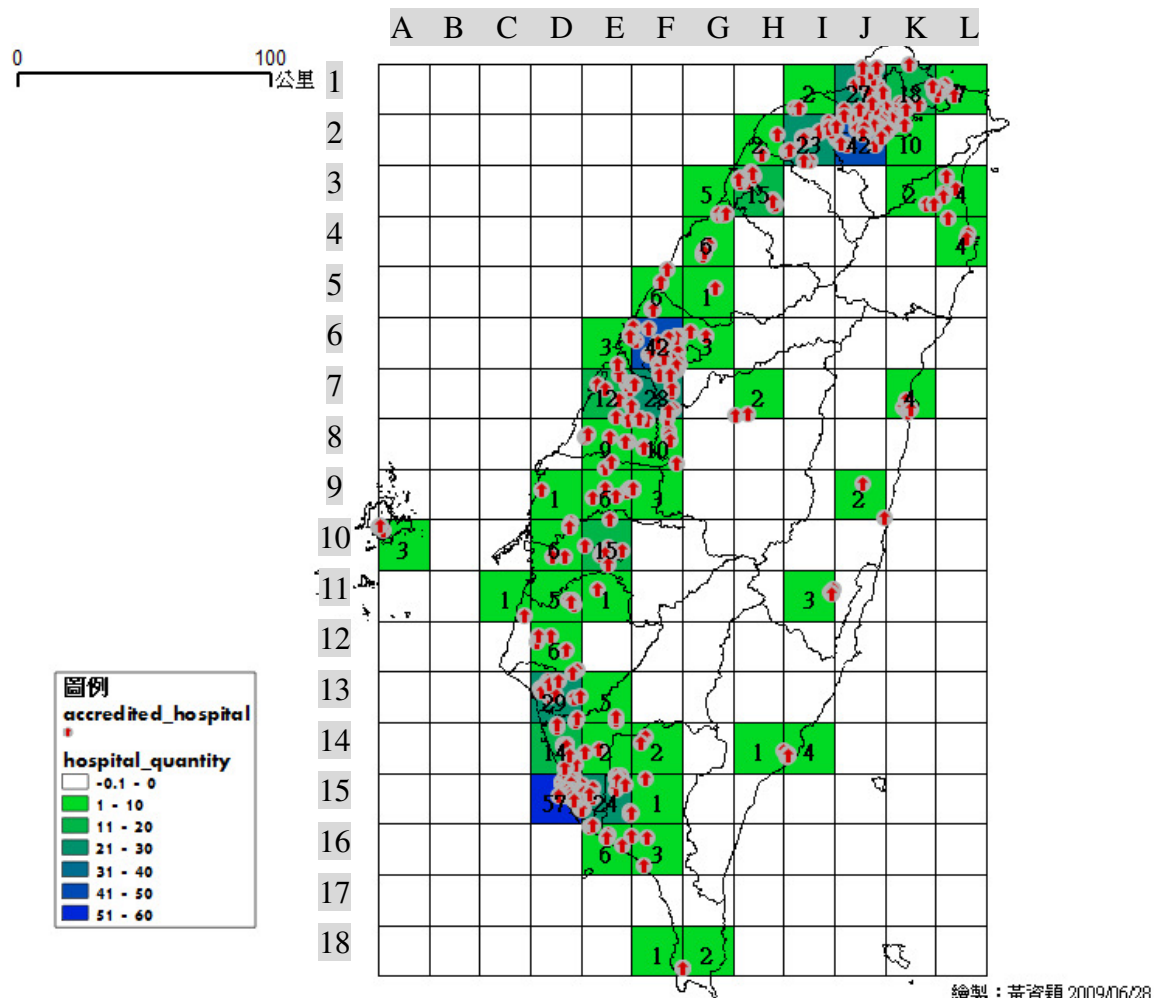 A B C D E F G H I J K L
0 100 公里
1 2 27 18 7
2 2 23 42 10
3 5 15 2 4
4 6 4
5 6 1
6 3 42 3
7 12 28 2 4
8 9 10
9 1 6 3 2
10 3 6 15
11 1 5 1 3
12 6
13 29 5
14 14 2 2 1 4
15 57 24 1
16 6 3
17
18 1 2
圖例
accredited_hospital
hospital_quantity
-0.1 - 0
1 - 10
11 - 20
21 - 30
31 - 40
41 - 50
51 - 60
繪製：黃資穎 2009/06/28